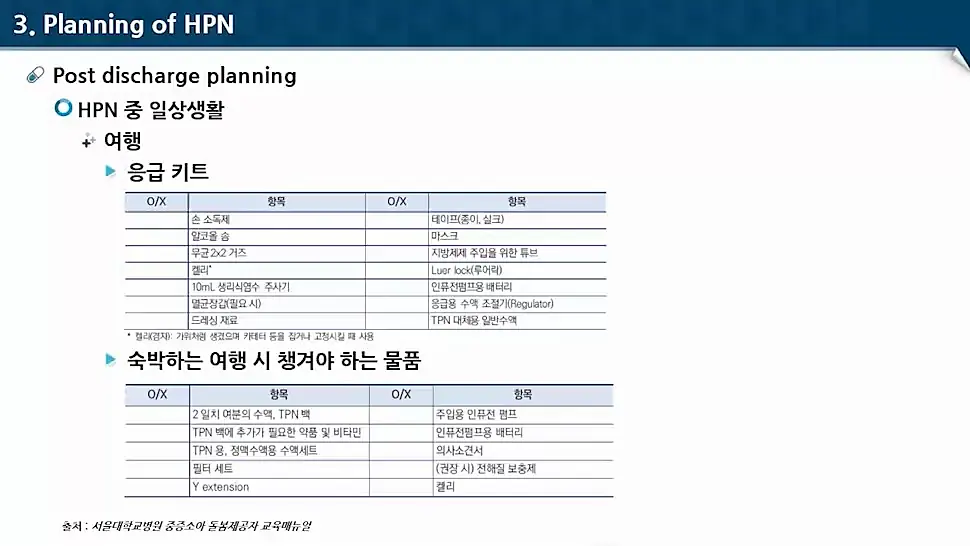 3. Planning of HPN
Post discharge planning
HPN 중 일상생활
여행
응급 키트
O/X 항목 O/X 항목
손 소독제 테이프(종이, 실크)
알코올 솜 마스크
무균2x2 거즈 지방제제 주입을 위한 튜브
켈리* Luer lock(루어락)
10mL 생리식염수 주사기 인퓨전펌프용 배터리
멸균장갑(필요 시) 응급용 수액 조절기(Regulator)
드레싱 재료 TPN 대체용 일반수액
* 켈리(겸자): 가위처럼 생겼으며 카테터 등을 잡거나 고정시킬 때 사용
숙박하는 여행 시 챙겨야 하는 물품
O/X 항목 O/X 항목
2 일치 여분의 수액, TPN 백 주입용 인퓨전 펌프
TPN 백에 추가가 필요한 약품 및 비타민 인퓨전펌프용 배터리
TPN 용, 정맥수액용 수액세트 의사소견서
필터 세트 (권장 시) 전해질 보충제
Y extension 켈리
출처 : 서울대학교병원 중증소아 돌봄제공자 교육매뉴얼